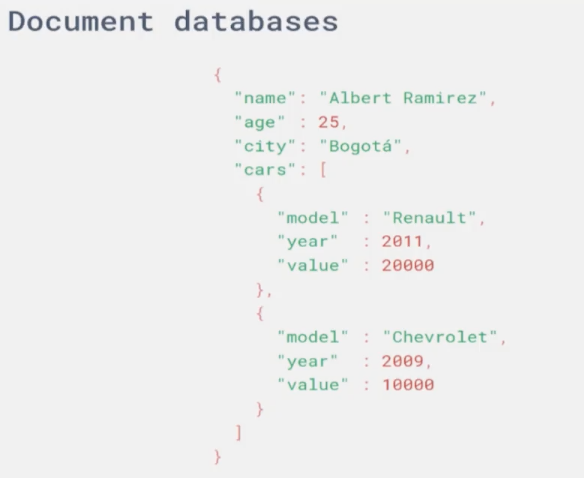 Document databases
{
"name": "Albert Ramirez",
"age" : 25,
"city": "Bogotá",
"cars": [
{
"model" : "Renault",
"year" : 2011,
"value" : 20000
},
{
"model" : "Chevrolet",
"year" : 2009,
"value" : 10000
}
]
}